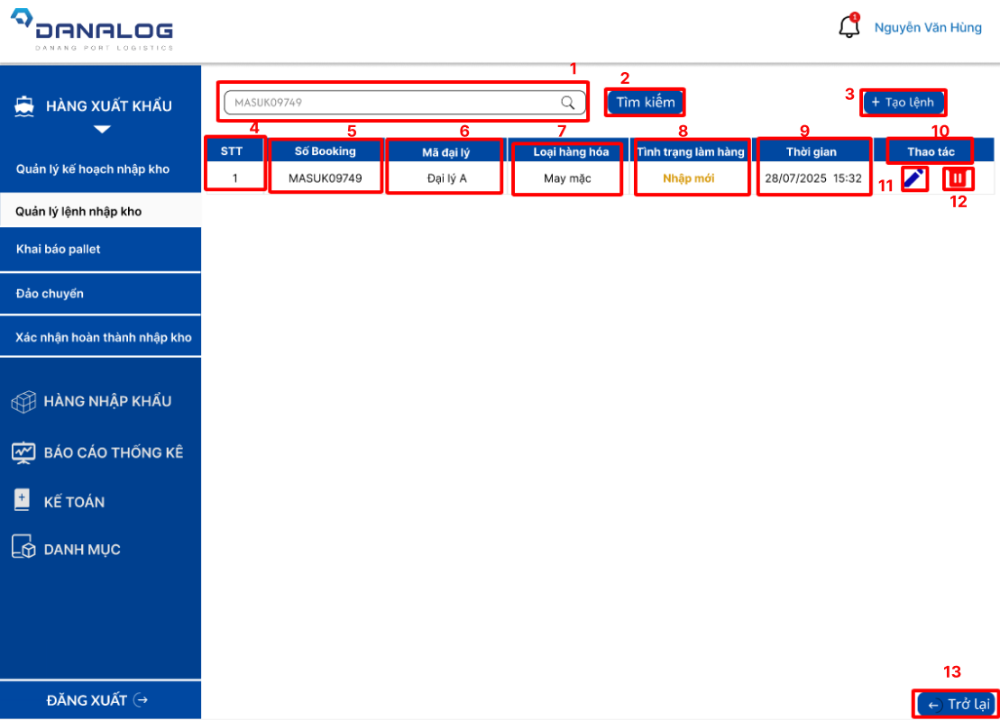 DANALOG
DANANG PORT LOGISTICS
1
Nguyễn Văn Hùng
HÀNG XUẤT KHẨU
Quản lý kế hoạch nhập kho
Quản lý lệnh nhập kho
Khai báo pallet
Đảo chuyển
Xác nhận hoàn thành nhập kho
HÀNG NHẬP KHẨU
BÁO CÁO THỐNG KÊ
KẾ TOÁN
DANH MỤC
ĐĂNG XUẤT
1 2 3
MASUK09749 Tìm kiếm + Tạo lệnh
4 5 6 7 8 9 10
STT Số Booking Mã đại lý Loại hàng hóa Tình trạng làm hàng Thời gian Thao tác
1 MASUK09749 Đại lý A May mặc Nhập mới 28/07/2025 15:32
11
12
13
← Trở lại